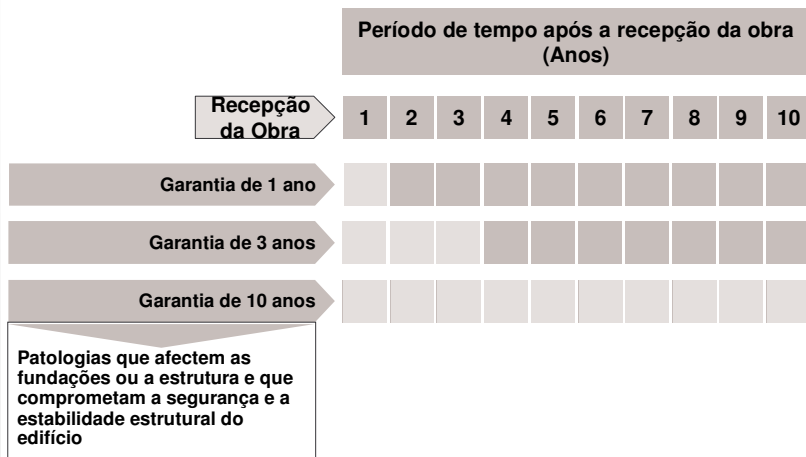 Período de tempo após a recepção da obra
(Anos)
Recepção
da Obra
1 2 3 4 5 6 7 8 9 10
Garantia de 1 ano
Garantia de 3 anos
Garantia de 10 anos
Patologias que afectem as
fundações ou a estrutura e que
comprometam a segurança e a
estabilidade estrutural do
edifício